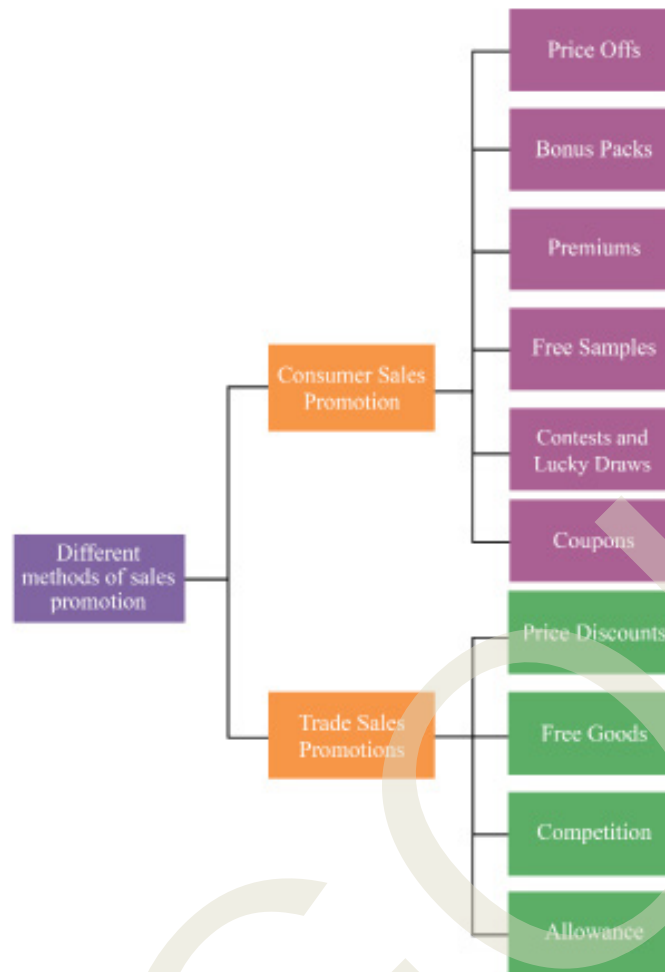 Price Offs
Bonus Packs
Premiums
Free Samples
Consumer Sales
Promotion
Contests and
Lucky Draws
Coupons
Different
methods of sales
promotion
Price Discounts
Trade Sales
Promotions
Free Goods
Competition
Allowance